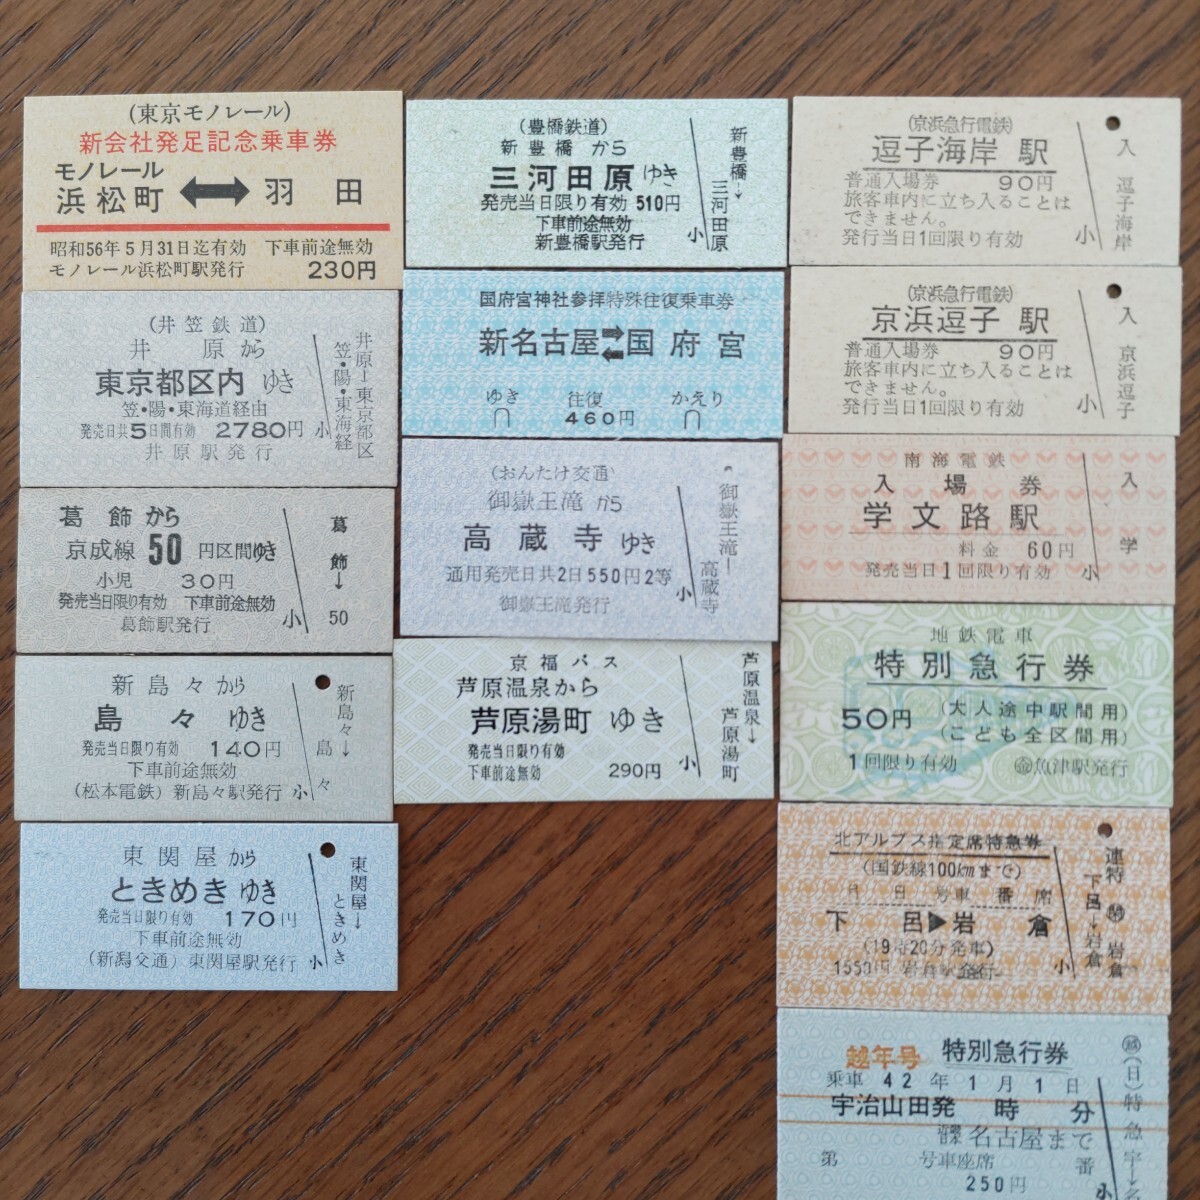 (東京モノレール)
新会社発足記念乗車券
モノレール
浜松町 ⟷ 羽田
昭和56年5月31日迄有効 下車前途無効
モノレール浜松町駅発行 230円
(井笠鉄道)
井原から
東京都区内 ゆき
笠・陽・東海道経由
発売日共5日間有効 2780円 小
井原駅発行
井原→東京都区
笠・陽・東海経
葛飾から
京成線 50 円区間ゆき
小児 30円
発売当日限り有効 下車前途無効
葛飾駅発行 小
葛飾→
50
新島々から
島々 ゆき
発売当日限り有効 140円
下車前途無効
(松本電鉄) 新島々駅発行 小
新島々→
島々
東関屋から
ときめき ゆき
発売当日限り有効 170円
下車前途無効
(新潟交通) 東関屋駅発行 小
東関屋→
ときめき
(豊橋鉄道)
新豊橋から
三河田原 ゆき
発売当日限り有効 510円
下車前途無効
新豊橋駅発行 小
新豊橋→
三河田原
国府宮神社参拝特殊往復乗車券
新名古屋⇄国府宮
ゆき 往復 かえり
460円
(おんたけ交通)
御嶽王滝から
高蔵寺 ゆき
通用発売日共2日550円2等
御嶽王滝発行 小
御嶽王滝—
高蔵寺
京福バス
芦原温泉から
芦原湯町 ゆき
発売当日限り有効
下車前途無効 290円 小
芦原温泉→
芦原湯町
(京浜急行電鉄)
逗子海岸駅
普通入場券 90円
旅客車内に立ち入ることは
できません。
発行当日1回限り有効 小
入
逗子海岸
(京浜急行電鉄)
京浜逗子駅
普通入場券 90円
旅客車内に立ち入ることは
できません。
発行当日1回限り有効 小
入
京浜逗子
南海電鉄
入場券
学文路駅
料金 60円
発売当日1回限り有効 小
入
学
地鉄電車
特別急行券
50円 (大人途中駅間用)
(こども全区間用)
1回限り有効 魚津駅発行
北アルプス指定席特急券
(国鉄線100kmまで)
月 日 号車 番席
下呂▶岩倉
(19時20分発車)
1550円 岩倉駅発行 小
連特
下呂→岩倉
岩倉
越年号 特別急行券
乗車 42年1月1日
宇治山田発 時 分
名古屋まで
第 号車座席 番
250円 小
(日)特急宇→